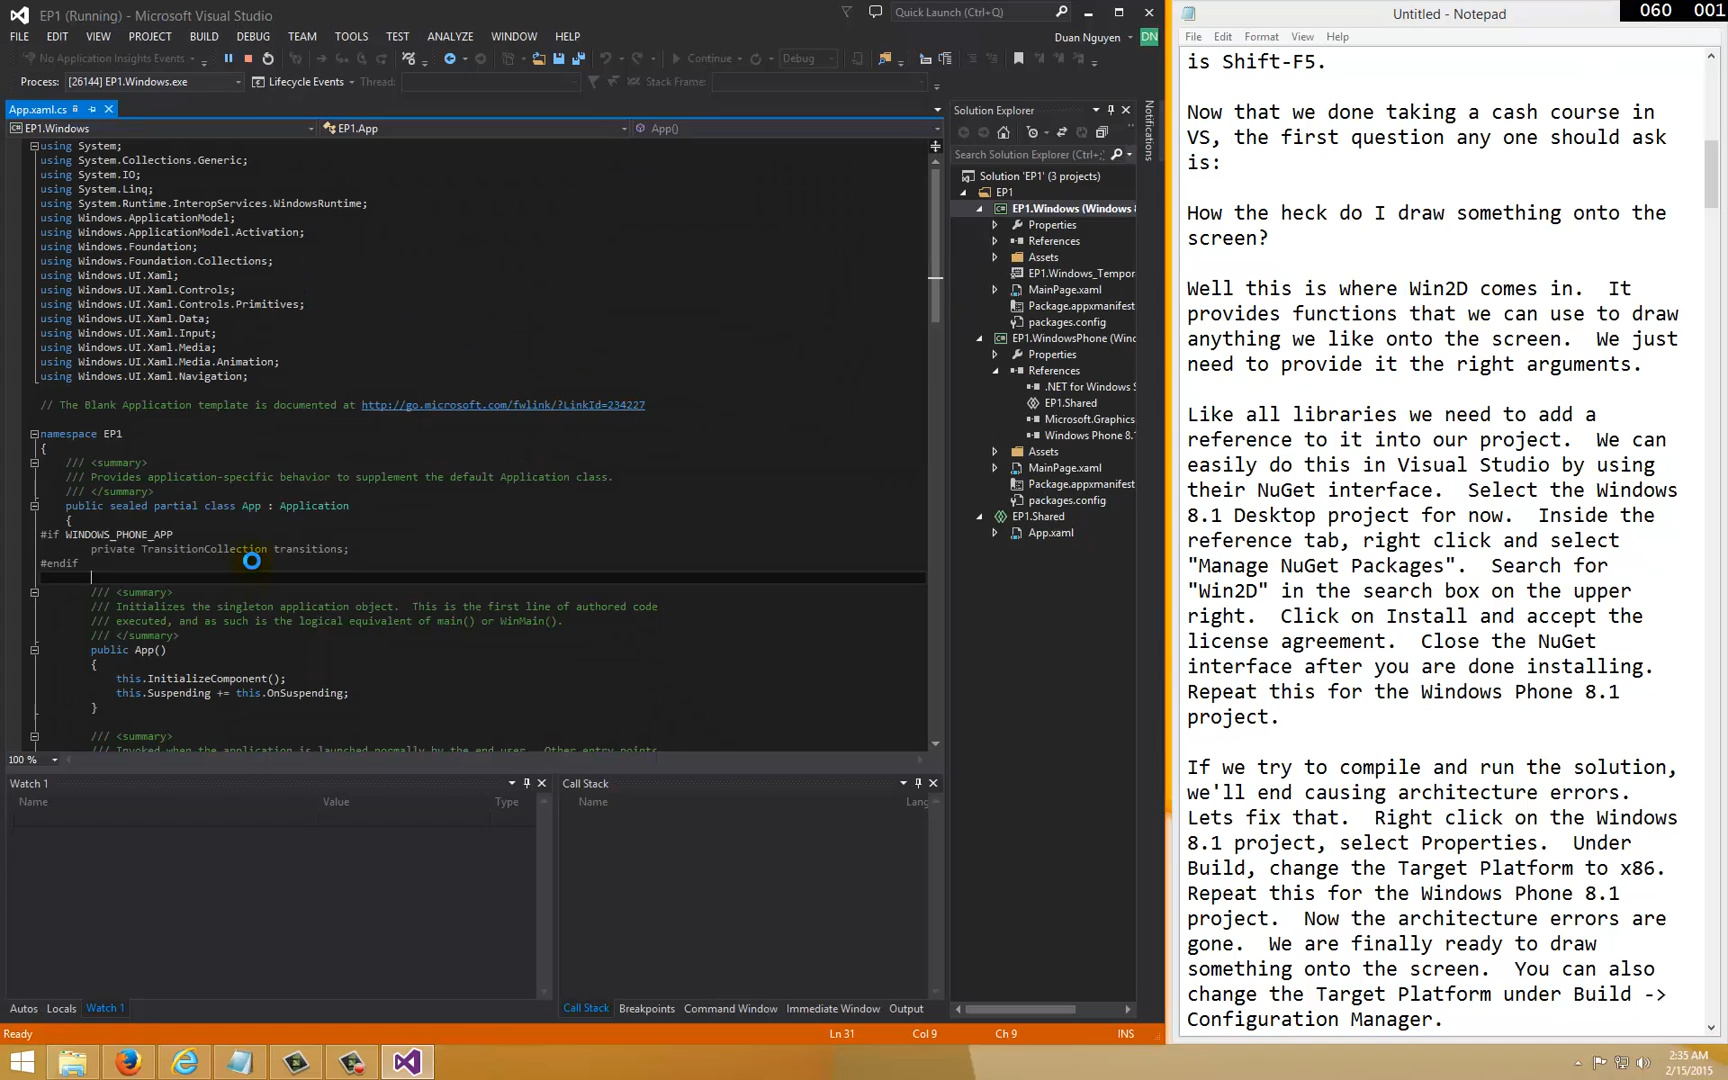 EP1 (Running) - Microsoft Visual Studio
Quick Launch (Ctrl+Q)
FILE EDIT VIEW PROJECT BUILD DEBUG TEAM TOOLS TEST ANALYZE WINDOW HELP
Duan Nguyen DN
No Application Insights Events
Continue
Debug
Process: [26144] EP1.Windows.exe
Lifecycle Events
Thread:
Stack Frame:
App.xaml.cs
EP1.Windows
EP1.App
App()
using System;
using System.Collections.Generic;
using System.IO;
using System.Linq;
using System.Runtime.InteropServices.WindowsRuntime;
using Windows.ApplicationModel;
using Windows.ApplicationModel.Activation;
using Windows.Foundation;
using Windows.Foundation.Collections;
using Windows.UI.Xaml;
using Windows.UI.Xaml.Controls;
using Windows.UI.Xaml.Controls.Primitives;
using Windows.UI.Xaml.Data;
using Windows.UI.Xaml.Input;
using Windows.UI.Xaml.Media;
using Windows.UI.Xaml.Media.Animation;
using Windows.UI.Xaml.Navigation;
// The Blank Application template is documented at http://go.microsoft.com/fwlink/?LinkId=234227
namespace EP1
{
/// <summary>
/// Provides application-specific behavior to supplement the default Application class.
/// </summary>
public sealed partial class App : Application
{
#if WINDOWS_PHONE_APP
private TransitionCollection transitions;
#endif
/// <summary>
/// Initializes the singleton application object.  This is the first line of authored code
/// executed, and as such is the logical equivalent of main() or WinMain().
/// </summary>
public App()
{
this.InitializeComponent();
this.Suspending += this.OnSuspending;
}
/// <summary>
/// Invoked when the application is launched normally by the end user.  Other entry points
100 %
Solution Explorer
Search Solution Explorer (Ctrl+;
Solution 'EP1' (3 projects)
EP1
EP1.Windows (Windows 8
Properties
References
Assets
EP1.Windows_Tempor
MainPage.xaml
Package.appxmanifest
packages.config
EP1.WindowsPhone (Winc
Properties
References
.NET for Windows S
EP1.Shared
Microsoft.Graphics
Windows Phone 8.1
Assets
MainPage.xaml
Package.appxmanifest
packages.config
EP1.Shared
App.xaml
Notifications
Watch 1
Name Value Type
Call Stack
Name Lang
Autos Locals Watch 1
Call Stack Breakpoints Command Window Immediate Window Output
Ready Ln 31 Col 9 Ch 9 INS
Untitled - Notepad
060 001
File Edit Format View Help
is Shift-F5.
Now that we done taking a cash course in
VS, the first question any one should ask
is:
How the heck do I draw something onto the
screen?
Well this is where Win2D comes in.  It
provides functions that we can use to draw
anything we like onto the screen.  We just
need to provide it the right arguments.
Like all libraries we need to add a
reference to it into our project.  We can
easily do this in Visual Studio by using
their NuGet interface.  Select the Windows
8.1 Desktop project for now.  Inside the
reference tab, right click and select
"Manage NuGet Packages".  Search for
"Win2D" in the search box on the upper
right.  Click on Install and accept the
license agreement.  Close the NuGet
interface after you are done installing.
Repeat this for the Windows Phone 8.1
project.
If we try to compile and run the solution,
we'll end causing architecture errors.
Lets fix that.  Right click on the Windows
8.1 project, select Properties.  Under
Build, change the Target Platform to x86.
Repeat this for the Windows Phone 8.1
project.  Now the architecture errors are
gone.  We are finally ready to draw
something onto the screen.  You can also
change the Target Platform under Build ->
Configuration Manager.
2:35 AM
2/15/2015